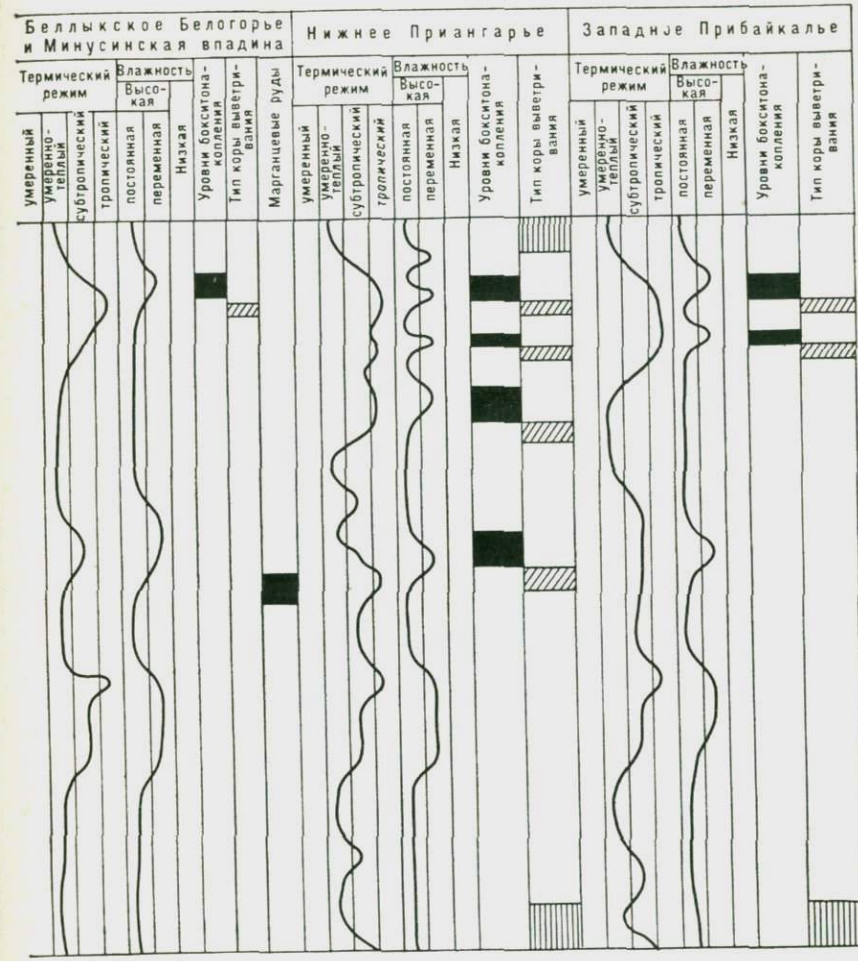 Беллыкское Белогорье
и Минусинская впадина
Термический
режим
умеренный
умеренно-
теплый
субтропический
тропический
Влажность
Высо-
кая
постоянная
переменная
Низкая
Уровни бокситона-
копления
Тип коры выветри-
вания
Марганцевые руды
Нижнее Приангарье
Термический
режим
умеренный
умеренно-
теплый
субтропический
тропический
Влажность
Высо-
кая
постоянная
переменная
Низкая
Уровни бокситона-
копления
Тип коры выветри-
вания
Западнје Прибайкалье
Термический
режим
умеренный
умеренно-
теплый
субтропический
тропический
Влажность
Высо-
кая
постоянная
переменная
Низкая
Уровни бокситона-
копления
Тип коры выветри-
вания